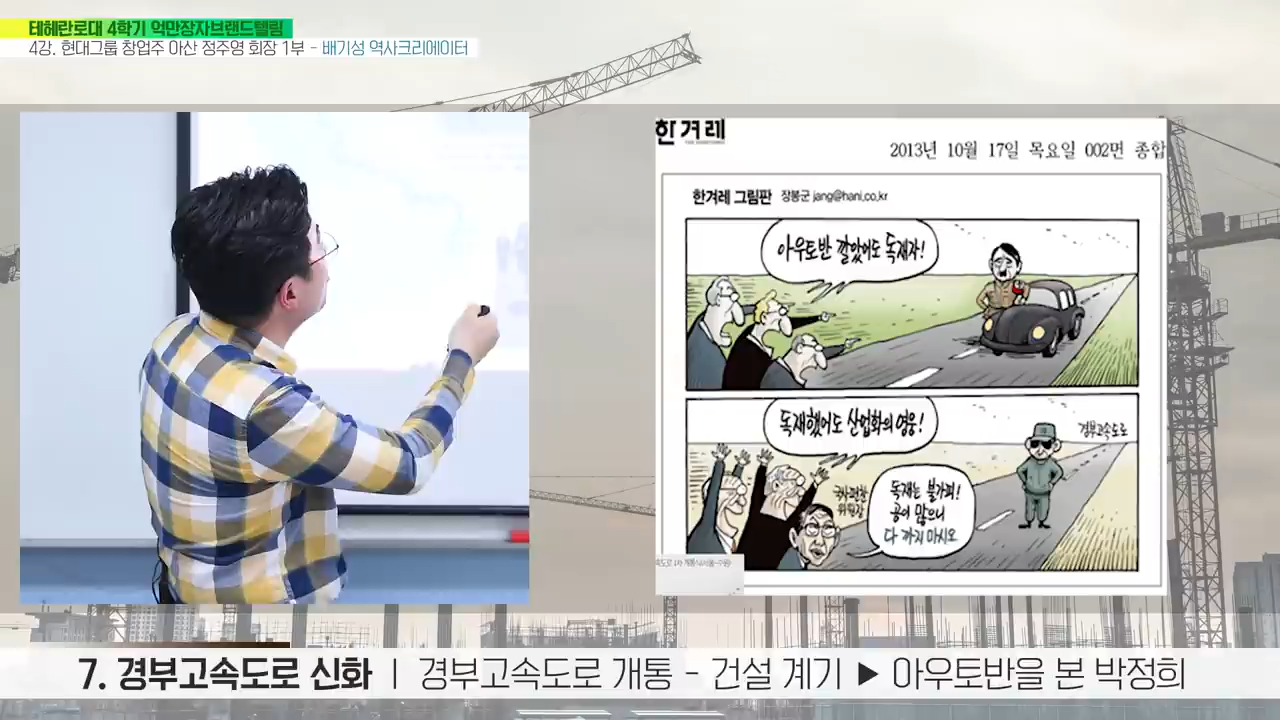 테헤란로대 4학기 억만장자브랜드텔링
4강. 현대그룹 창업주 아산 정주영 회장 1부 - 배기성 역사크리에이터
한겨레
2013년 10월 17일 목요일 002면 종합
한겨레 그림판 장봉군 jang@hani.co.kr
아우토반 깔았어도 독재자!
독재했어도 산업화의 영웅!
경부고속도로
국사편찬
위원장
독재는 불가피!
공이 많으니
다 까지 마시오
7. 경부고속도로 신화 | 경부고속도로 개통 - 건설 계기 ▶ 아우토반을 본 박정희